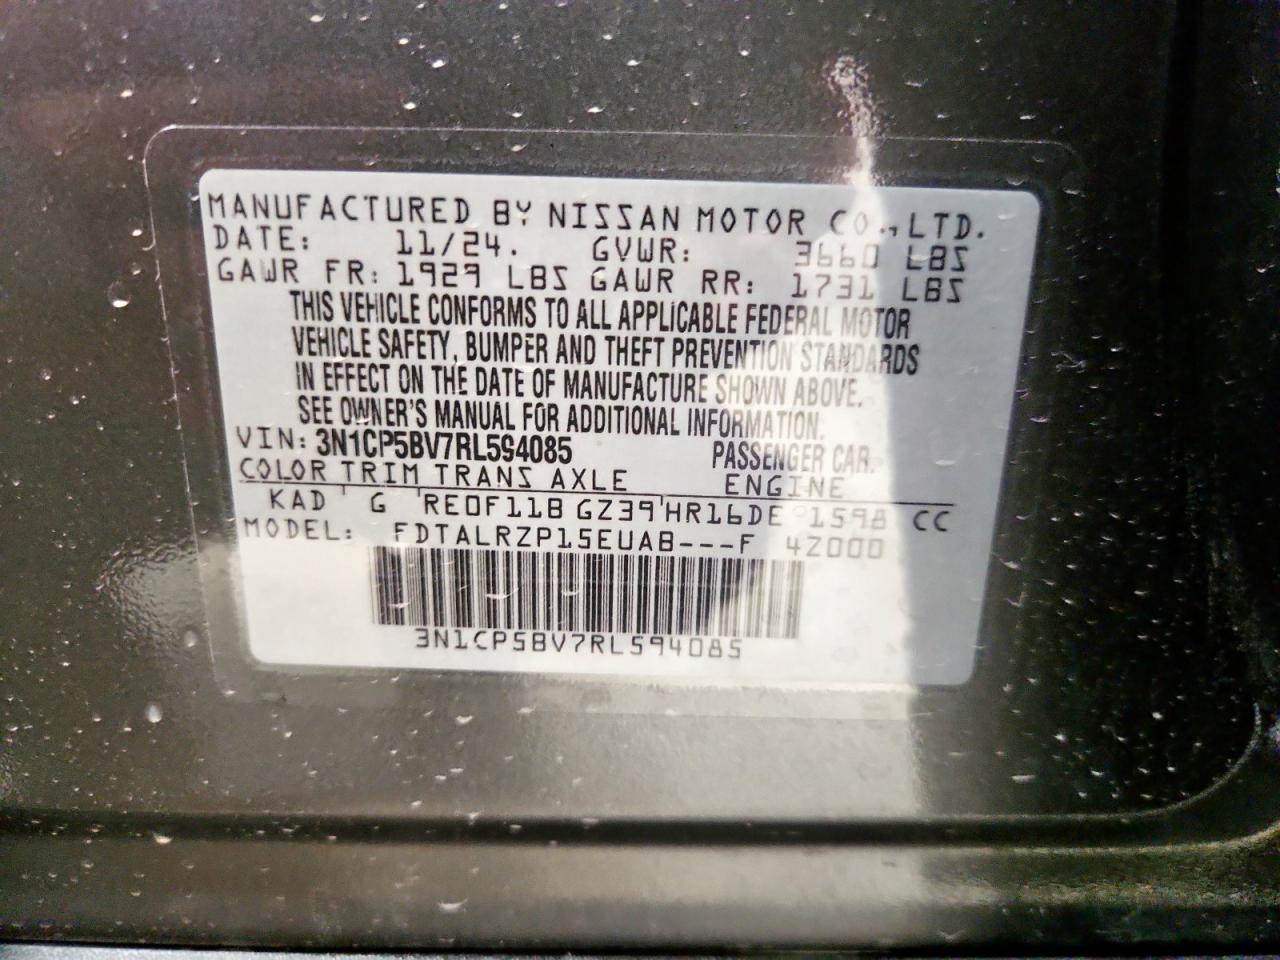 MANUFACTURED BY NISSAN MOTOR CO., LTD.
DATE: 11/24. GVWR: 3660 LBS
GAWR FR: 1929 LBS GAWR RR: 1731 LBS
THIS VEHICLE CONFORMS TO ALL APPLICABLE FEDERAL MOTOR
VEHICLE SAFETY, BUMPER AND THEFT PREVENTION STANDARDS
IN EFFECT ON THE DATE OF MANUFACTURE SHOWN ABOVE.
SEE OWNER'S MANUAL FOR ADDITIONAL INFORMATION.
VIN: 3N1CP5BV7RL594085 PASSENGER CAR.
COLOR TRIM TRANS AXLE ENGINE
KAD G RE0F11B GZ39 HR16DE 1598 CC
MODEL: FDTALRZP15EUAB---F 4Z000
3N1CP5BV7RL594085